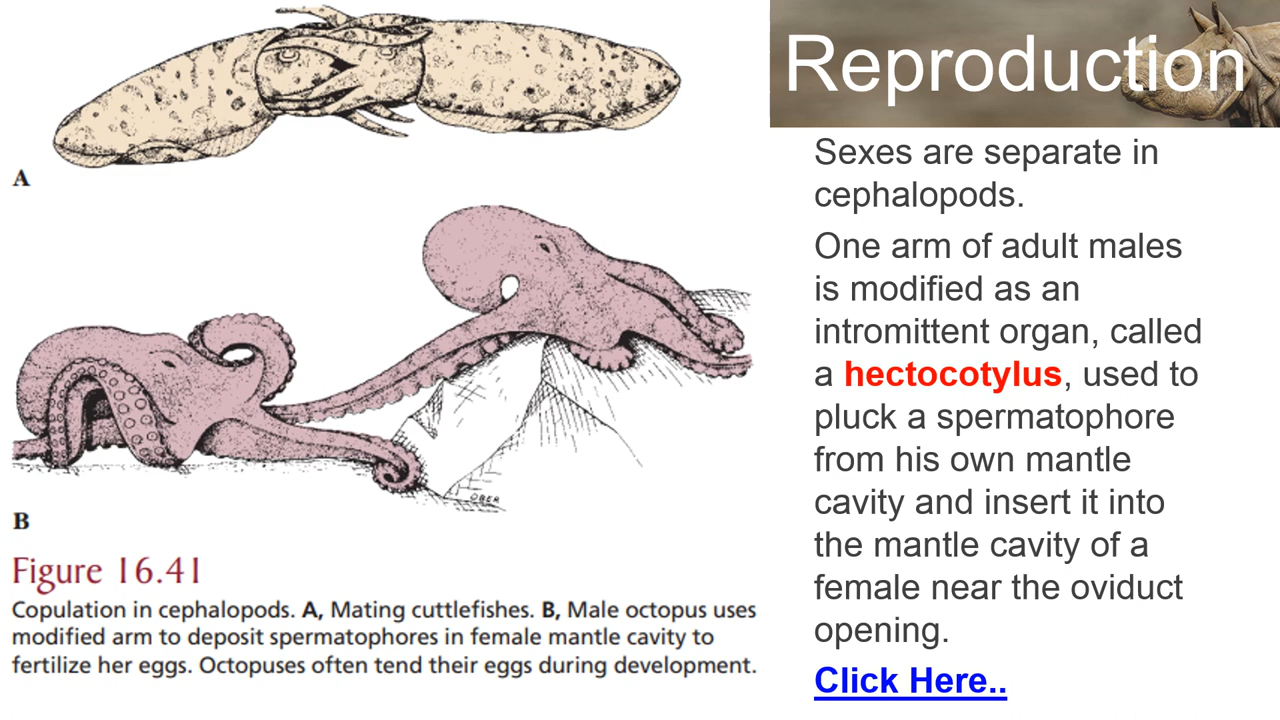 A
OBER
B
Figure 16.41
Copulation in cephalopods. A, Mating cuttlefishes. B, Male octopus uses
modified arm to deposit spermatophores in female mantle cavity to
fertilize her eggs. Octopuses often tend their eggs during development.
Reproduction
Sexes are separate in
cephalopods.
One arm of adult males
is modified as an
intromittent organ, called
a hectocotylus, used to
pluck a spermatophore
from his own mantle
cavity and insert it into
the mantle cavity of a
female near the oviduct
opening.
Click Here..